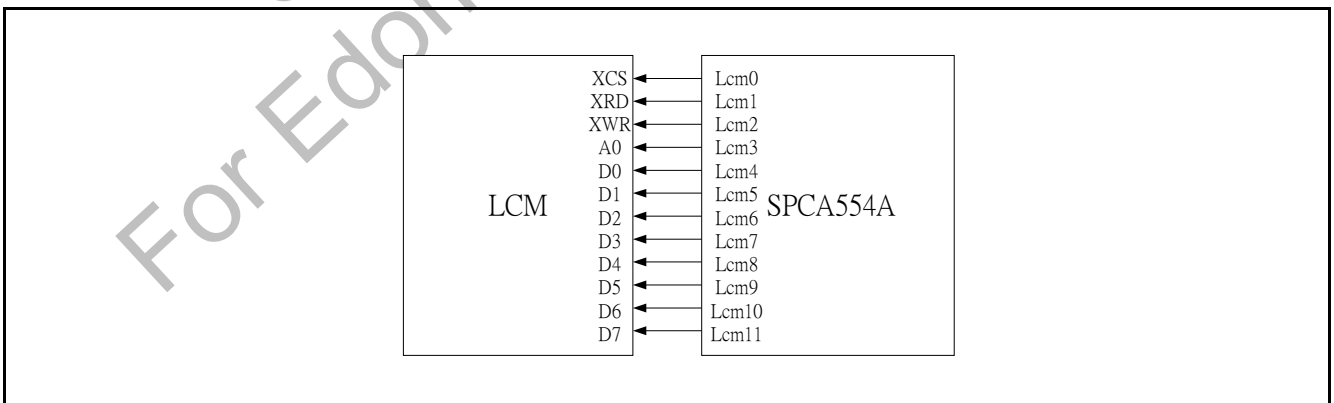 For
XCS Lcm0
XRD Lcm1
XWR Lcm2
A0 Lcm3
D0 Lcm4
D1 Lcm5
LCM SPCA554A
D2 Lcm6
D3 Lcm7
D4 Lcm8
D5 Lcm9
D6 Lcm10
D7 Lcm11